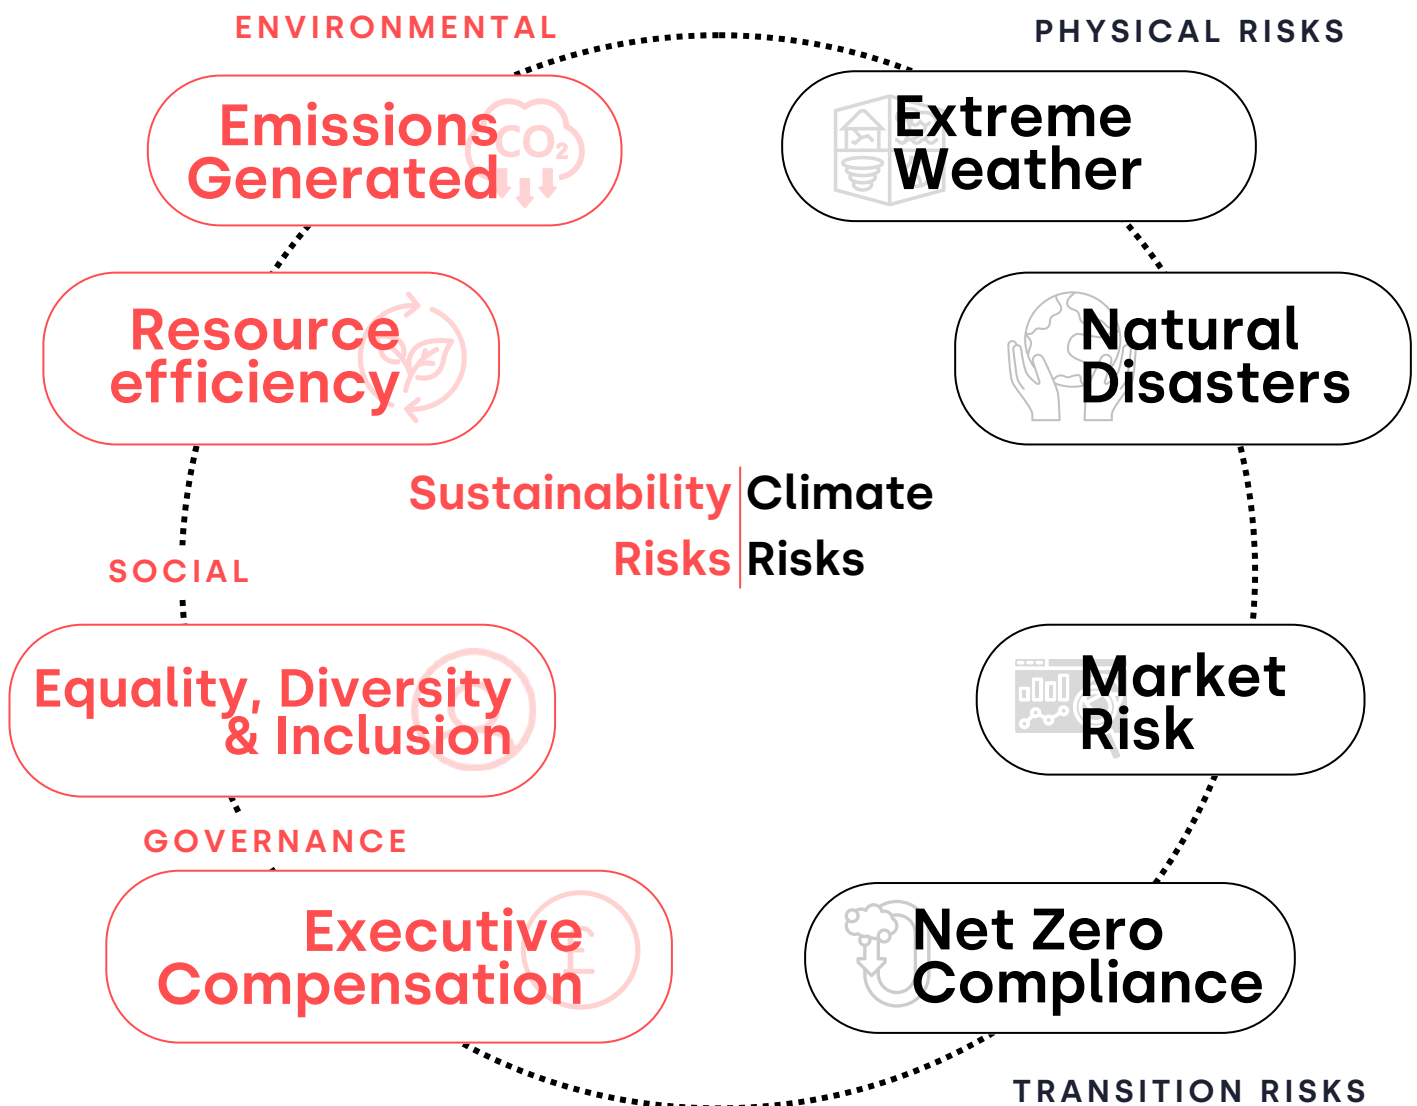 ENVIRONMENTAL
PHYSICAL RISKS
Emissions
Generated
CO₂
Extreme
Weather
Resource
efficiency
Natural
Disasters
Sustainability
Risks
Climate
Risks
SOCIAL
Equality, Diversity
& Inclusion
Market
Risk
GOVERNANCE
Executive
Compensation
£
Net Zero
Compliance
TRANSITION RISKS